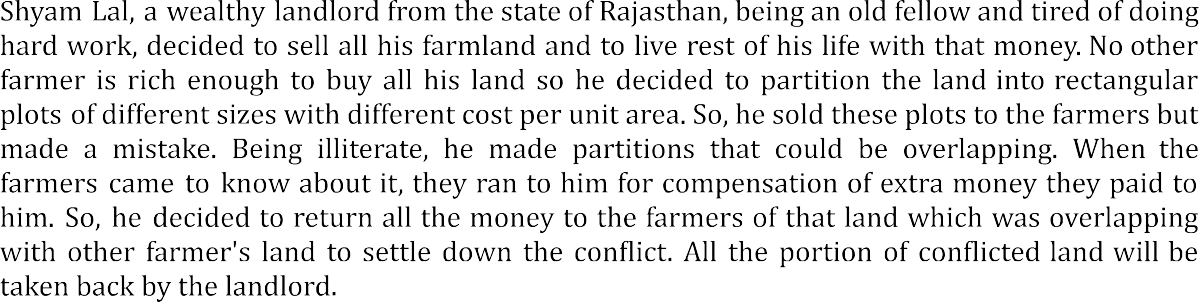 Shyam Lal, a wealthy landlord from the state of Rajasthan, being an old fellow and tired of doing
hard work, decided to sell all his farmland and to live rest of his life with that money. No other
farmer is rich enough to buy all his land so he decided to partition the land into rectangular
plots of different sizes with different cost per unit area. So, he sold these plots to the farmers but
made a mistake. Being illiterate, he made partitions that could be overlapping. When the
farmers came to know about it, they ran to him for compensation of extra money they paid to
him. So, he decided to return all the money to the farmers of that land which was overlapping
with other farmer's land to settle down the conflict. All the portion of conflicted land will be
taken back by the landlord.